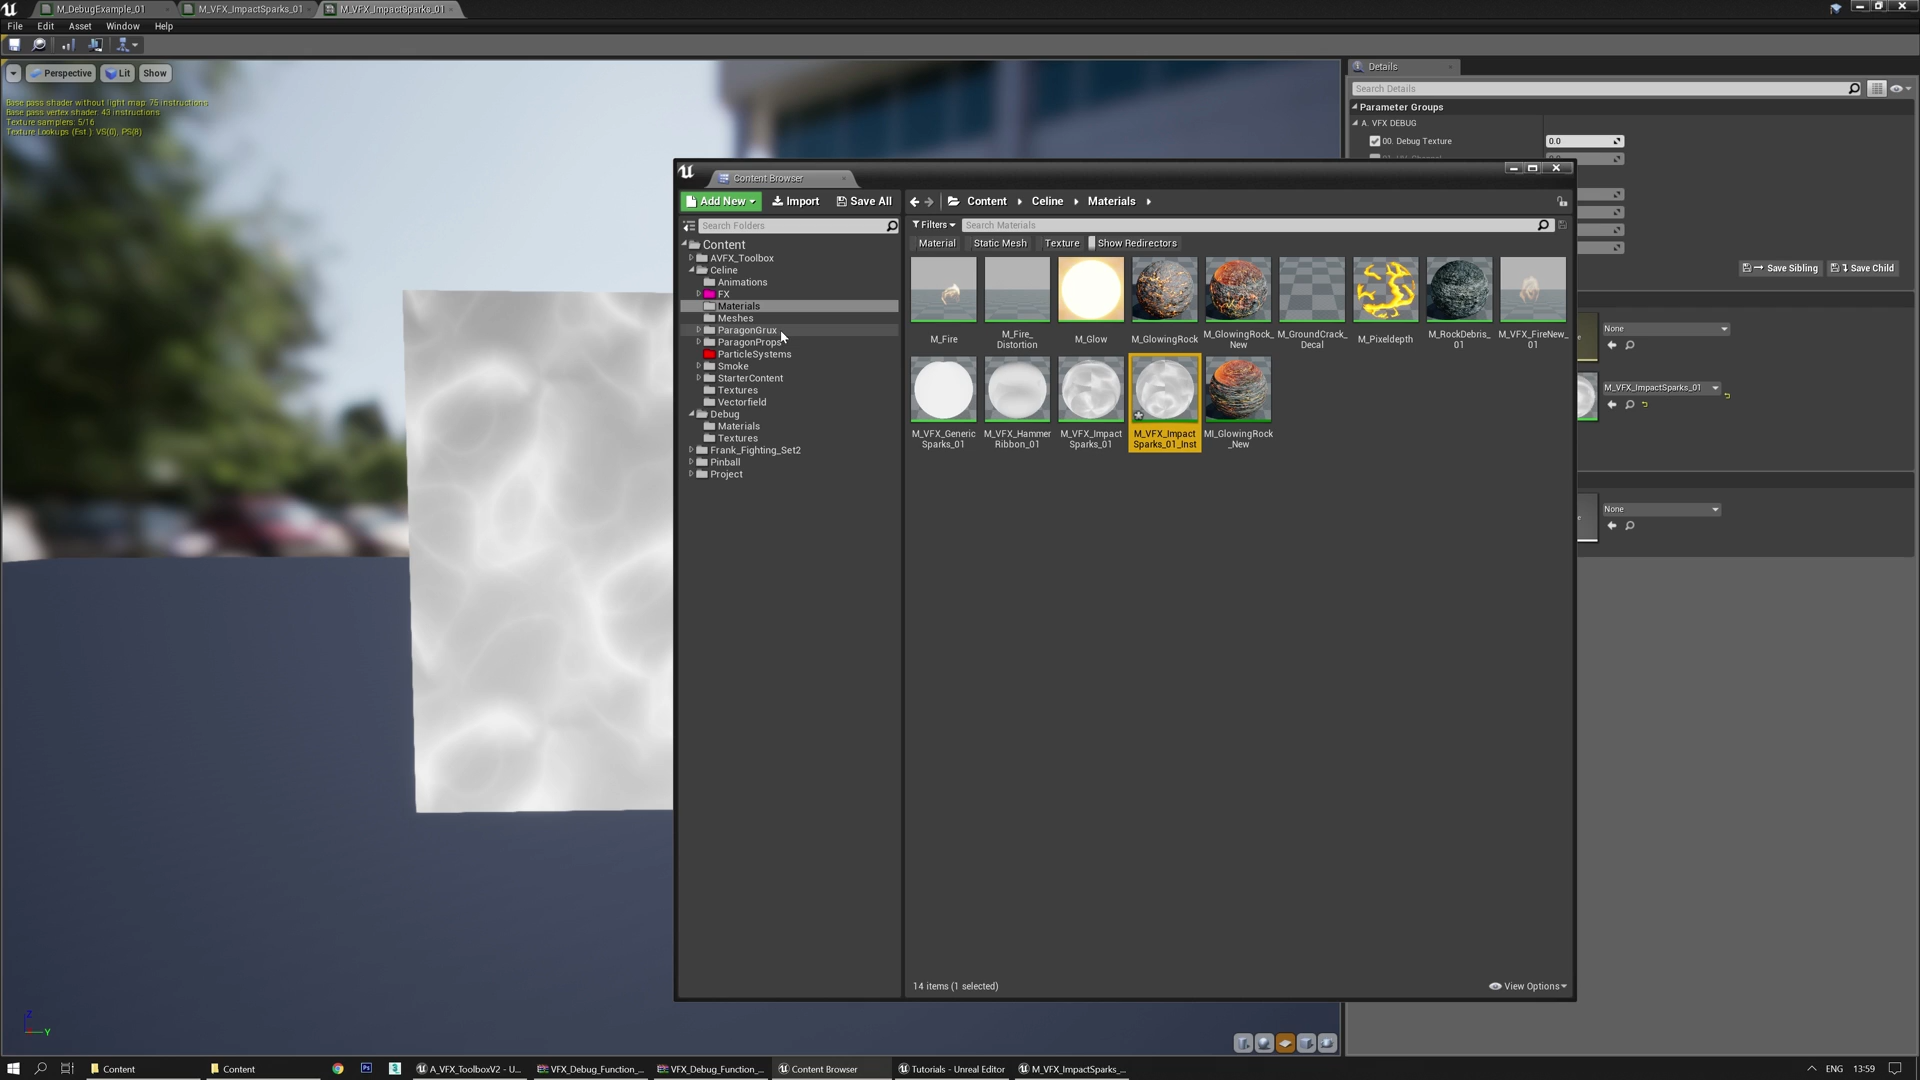 M_DebugExample_01
M_VFX_ImpactSparks_01
M_VFX_ImpactSparks_01
File Edit Asset Window Help
Perspective Lit Show
Base pass shader without light map: 75 instructions
Base pass vertex shader: 43 instructions
Texture samplers: 5/16
Texture Lookups (Est.): VS(0), PS(8)
Details
Search Details
Parameter Groups
A. VFX DEBUG
00. Debug Texture 0.0
Save Sibling Save Child
None
M_VFX_ImpactSparks_01
None
Content Browser
Add New Import Save All
Content Celine Materials
Search Folders
Filters Search Materials
Material Static Mesh Texture Show Redirectors
Content
AVFX_Toolbox
Celine
Animations
FX
Materials
Meshes
ParagonGrux
ParagonProps
ParticleSystems
Smoke
StarterContent
Textures
Vectorfield
Debug
Materials
Textures
Frank_Fighting_Set2
Pinball
Project
M_Fire
M_Fire_
Distortion
M_Glow
M_GlowingRock
M_GlowingRock_
New
M_GroundCrack_
Decal
M_Pixeldepth
M_RockDebris_
01
M_VFX_FireNew_
01
M_VFX_Generic
Sparks_01
M_VFX_Hammer
Ribbon_01
M_VFX_Impact
Sparks_01
M_VFX_Impact
Sparks_01_Inst
MI_GlowingRock
_New
14 items (1 selected)
View Options
Z
Y
Content
Content
A_VFX_ToolboxV2 - U...
VFX_Debug_Function_...
VFX_Debug_Function_...
Content Browser
Tutorials - Unreal Editor
M_VFX_ImpactSparks_...
ENG 13:59